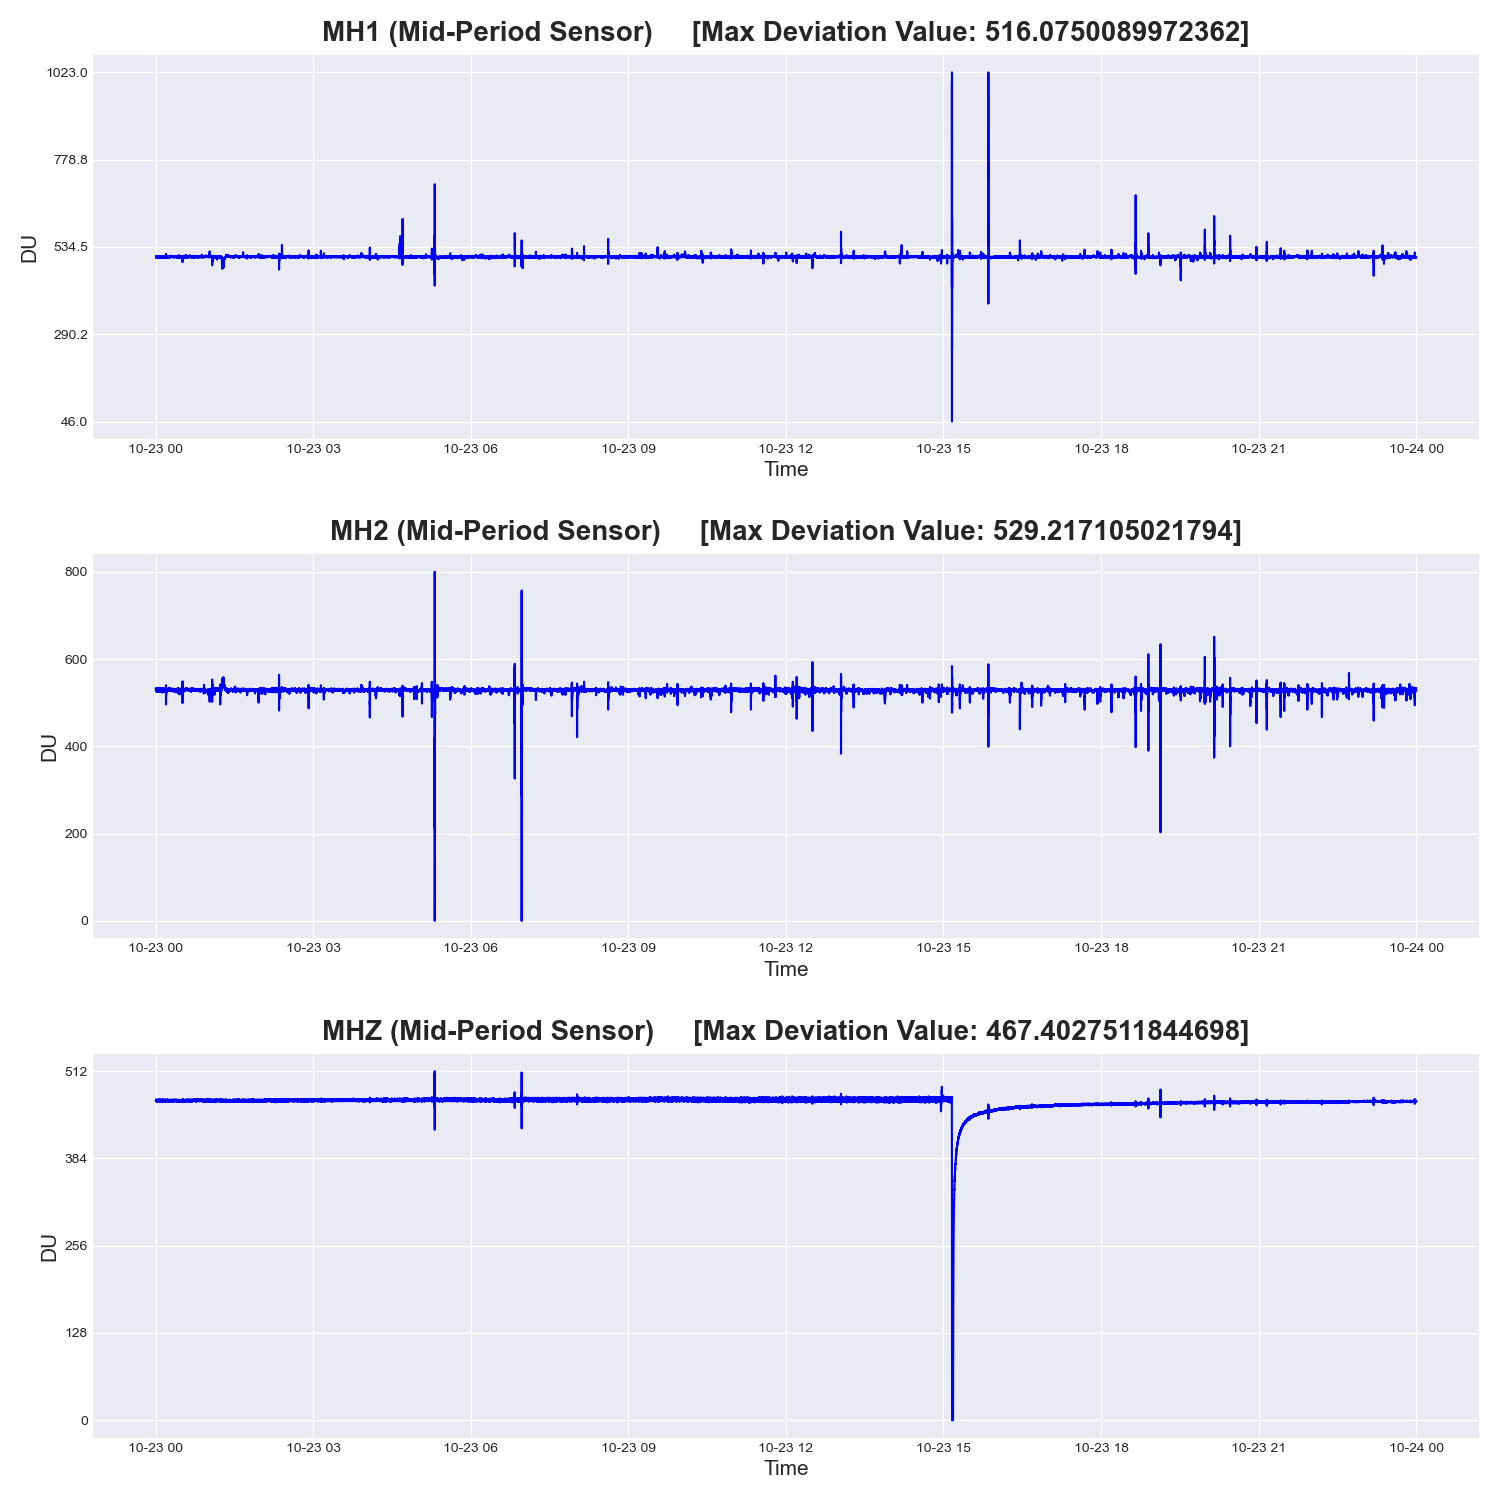 MH1 (Mid-Period Sensor) [Max Deviation Value: 516.0750089972362]
1023.0
778.8
534.5
290.2
46.0
DU
10-23 00 10-23 03 10-23 06 10-23 09 10-23 12 10-23 15 10-23 18 10-23 21 10-24 00
Time
MH2 (Mid-Period Sensor) [Max Deviation Value: 529.217105021794]
800
600
400
200
0
DU
10-23 00 10-23 03 10-23 06 10-23 09 10-23 12 10-23 15 10-23 18 10-23 21 10-24 00
Time
MHZ (Mid-Period Sensor) [Max Deviation Value: 467.4027511844698]
512
384
256
128
0
DU
10-23 00 10-23 03 10-23 06 10-23 09 10-23 12 10-23 15 10-23 18 10-23 21 10-24 00
Time